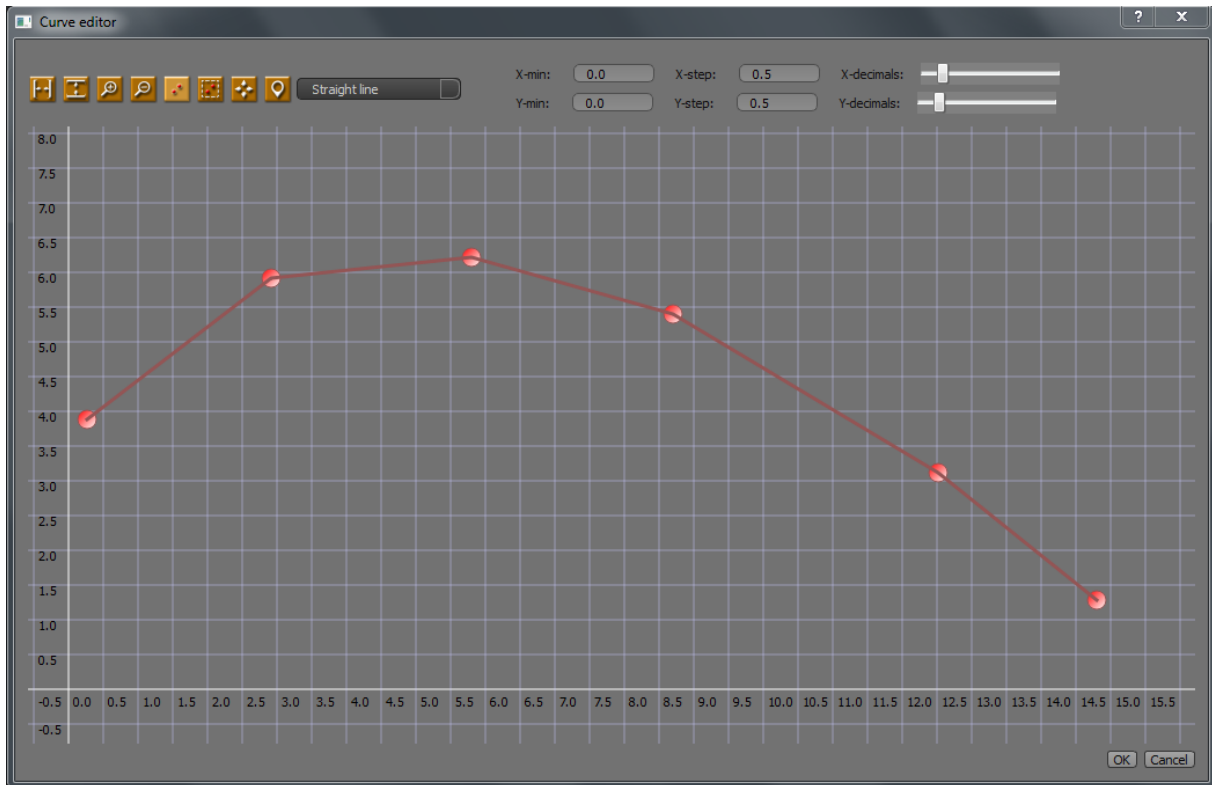 Curve editor
? X
Straight line
X-min: 0.0 X-step: 0.5 X-decimals:
Y-min: 0.0 Y-step: 0.5 Y-decimals:
8.0
7.5
7.0
6.5
6.0
5.5
5.0
4.5
4.0
3.5
3.0
2.5
2.0
1.5
1.0
0.5
-0.5 0.0 0.5 1.0 1.5 2.0 2.5 3.0 3.5 4.0 4.5 5.0 5.5 6.0 6.5 7.0 7.5 8.0 8.5 9.0 9.5 10.0 10.5 11.0 11.5 12.0 12.5 13.0 13.5 14.0 14.5 15.0 15.5
-0.5
OK Cancel